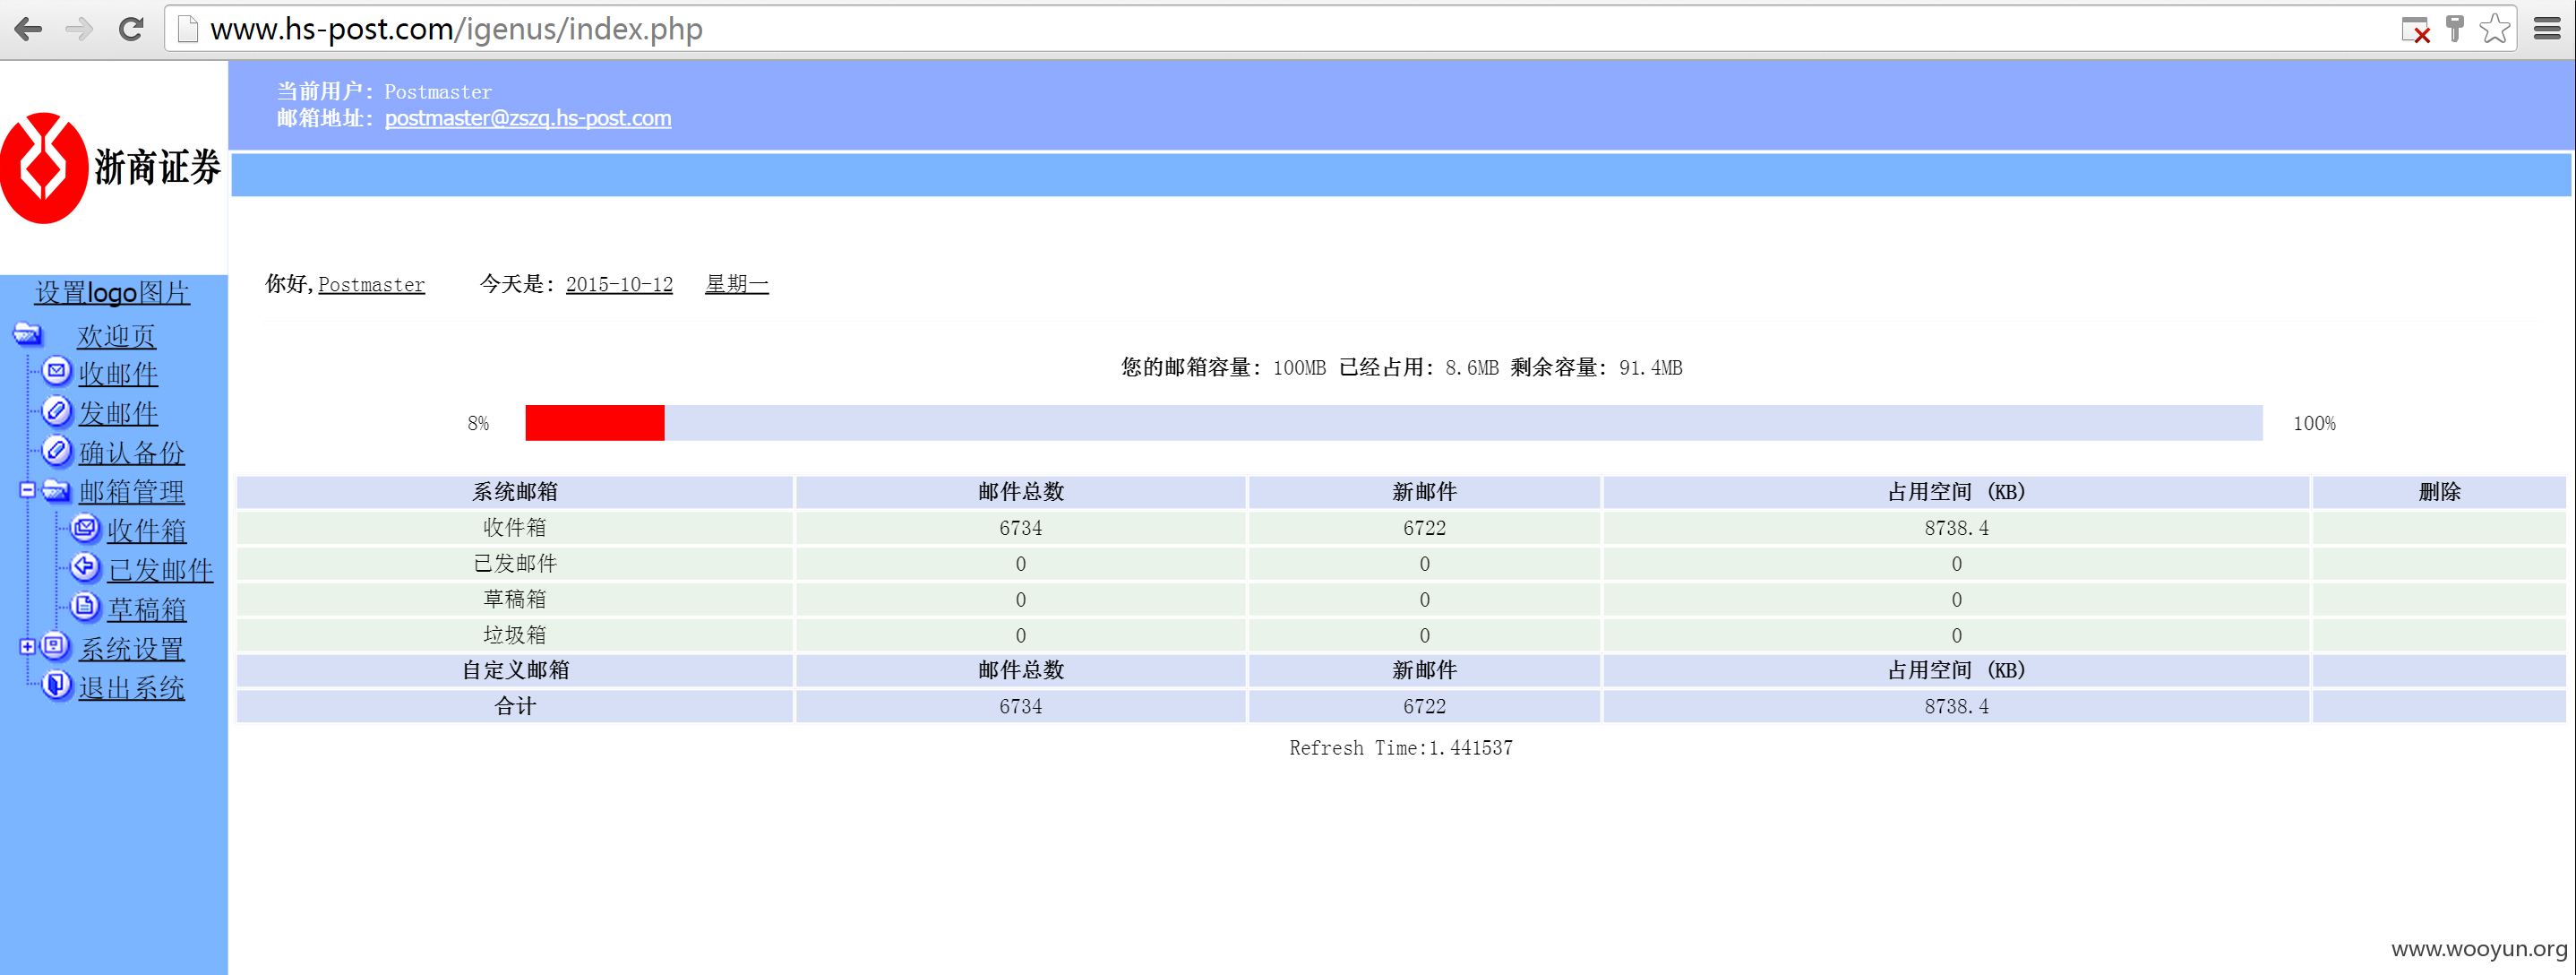 www.hs-post.com/igenus/index.php
当前用户: Postmaster
邮箱地址: postmaster@zszq.hs-post.com
浙商证券
设置logo图片
欢迎页
收邮件
发邮件
确认备份
邮箱管理
收件箱
已发邮件
草稿箱
系统设置
退出系统
你好,Postmaster 今天是: 2015-10-12 星期一
您的邮箱容量: 100MB 已经占用: 8.6MB 剩余容量: 91.4MB
8% 100%
系统邮箱 邮件总数 新邮件 占用空间 (KB) 删除
收件箱 6734 6722 8738.4
已发邮件 0 0 0
草稿箱 0 0 0
垃圾箱 0 0 0
自定义邮箱 邮件总数 新邮件 占用空间 (KB)
合计 6734 6722 8738.4
Refresh Time:1.441537
www.wooyun.org